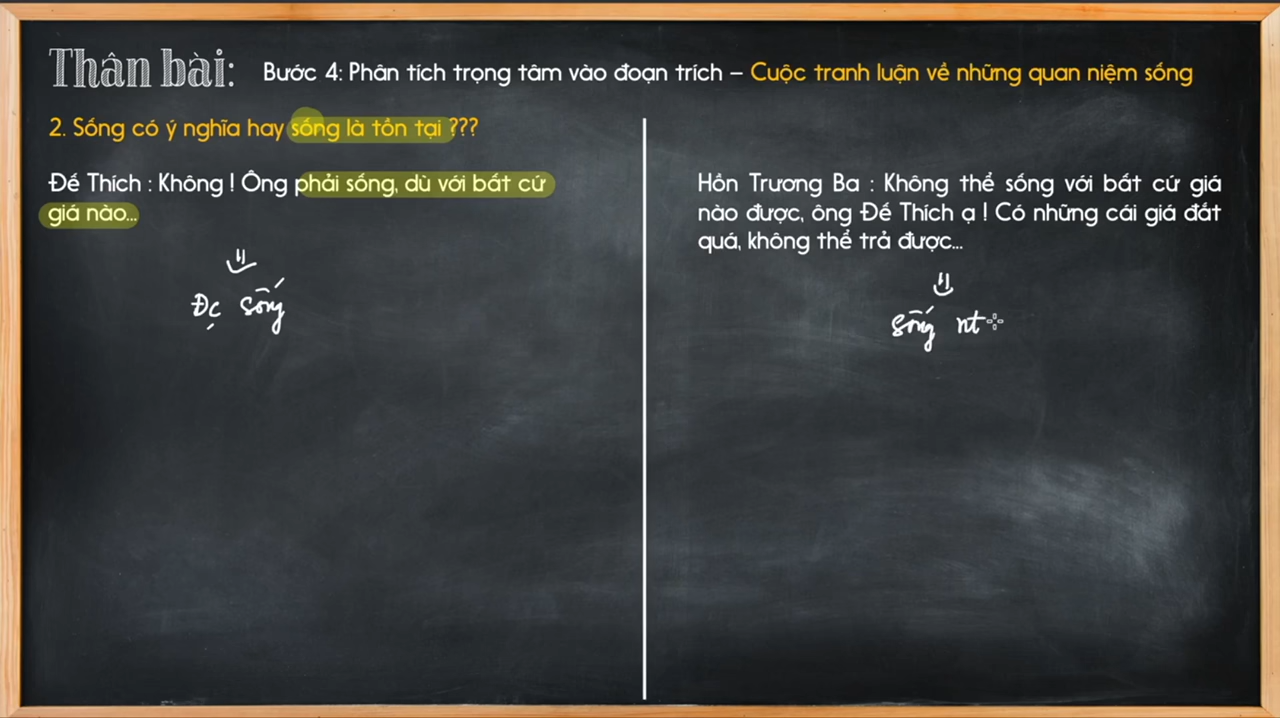 Thân bài: Bước 4: Phân tích trọng tâm vào đoạn trích – Cuộc tranh luận về những quan niệm sống
2. Sống có ý nghĩa hay sống là tồn tại ???
Đế Thích : Không ! Ông phải sống, dù với bất cứ
giá nào...
Đc sống
Hồn Trương Ba : Không thể sống với bất cứ giá
nào được, ông Đế Thích ạ ! Có những cái giá đắt
quá, không thể trả được...
sống nt